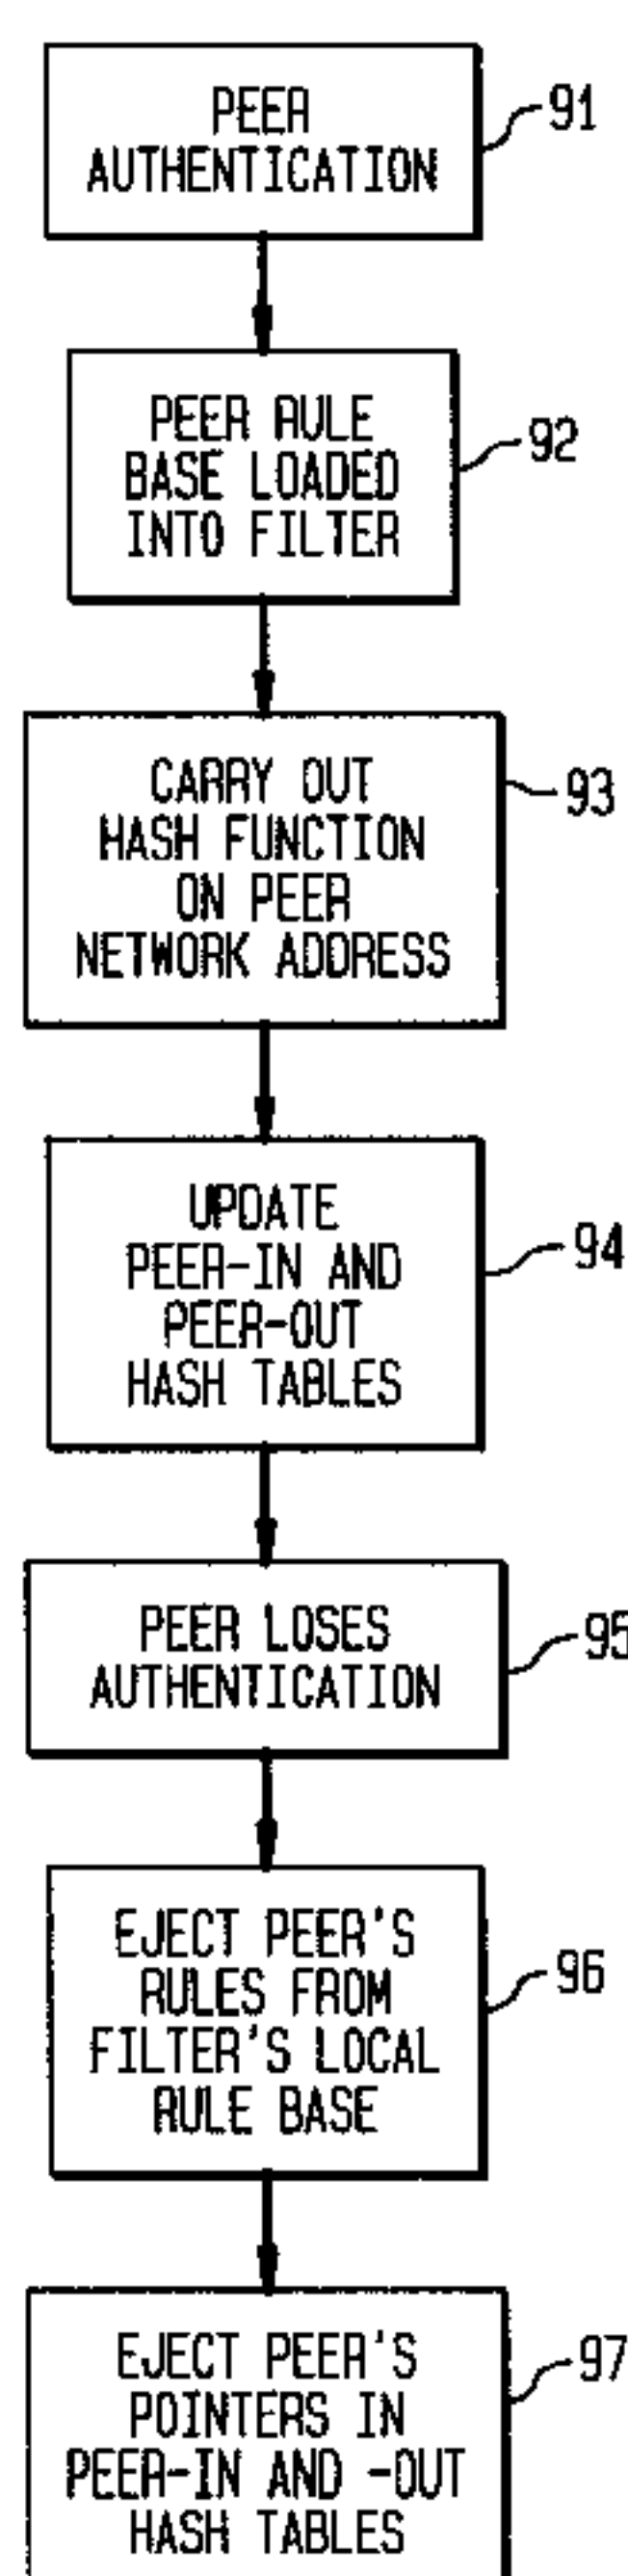 PEER
AUTHENTICATION
91
PEER RULE
BASE LOADED
INTO FILTER
92
CARRY OUT
HASH FUNCTION
ON PEER
NETWORK ADDRESS
93
UPDATE
PEER-IN AND
PEER-OUT
HASH TABLES
94
PEER LOSES
AUTHENTICATION
95
EJECT PEER'S
RULES FROM
FILTER'S LOCAL
RULE BASE
96
EJECT PEER'S
POINTERS IN
PEER-IN AND -OUT
HASH TABLES
97